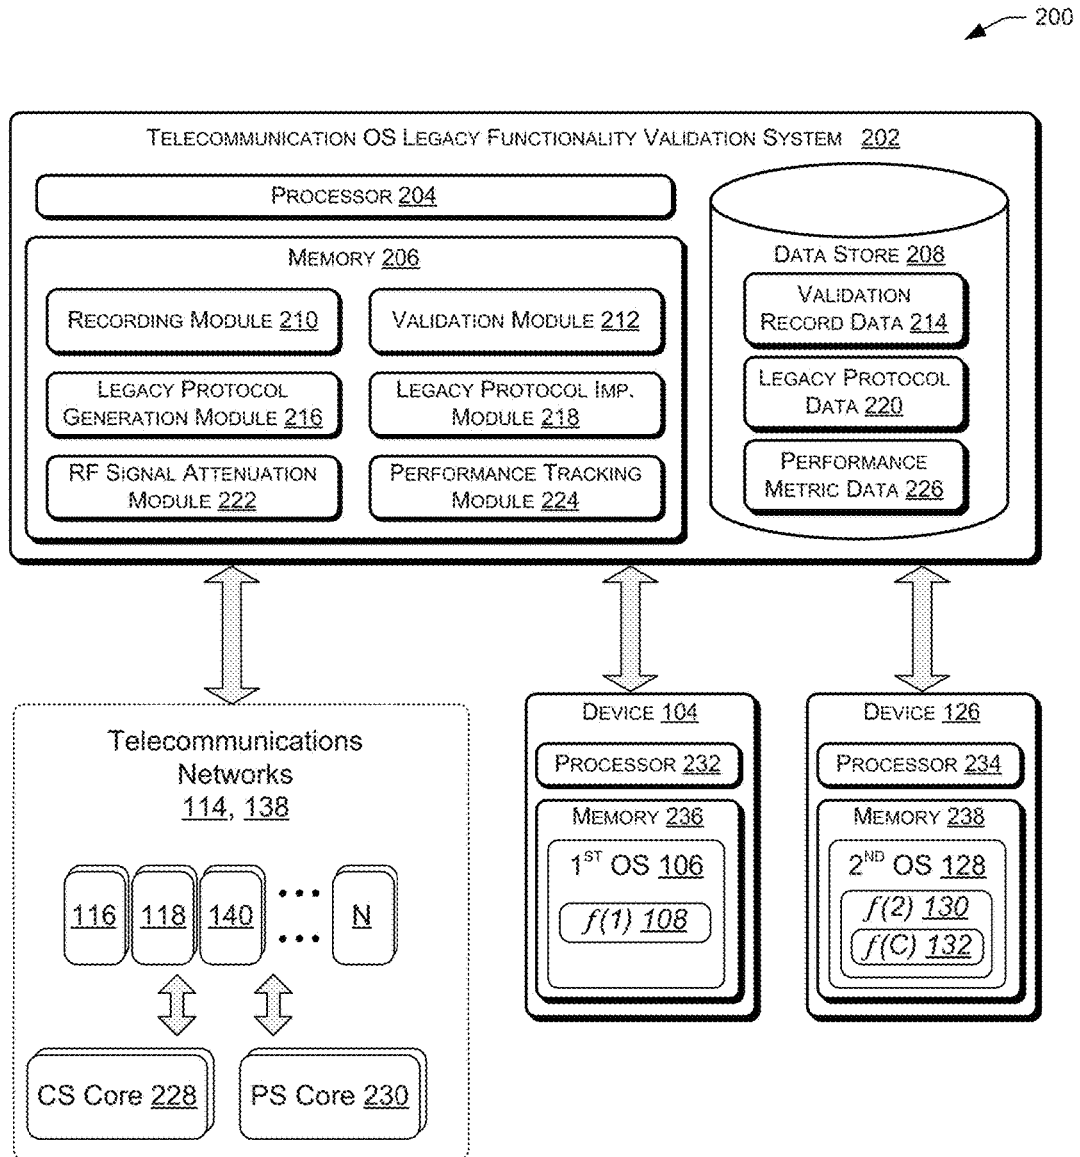 200
TELECOMMUNICATION OS LEGACY FUNCTIONALITY VALIDATION SYSTEM 202
PROCESSOR 204
MEMORY 206
RECORDING MODULE 210
VALIDATION MODULE 212
LEGACY PROTOCOL
GENERATION MODULE 216
LEGACY PROTOCOL IMP.
MODULE 218
RF SIGNAL ATTENUATION
MODULE 222
PERFORMANCE TRACKING
MODULE 224
DATA STORE 208
VALIDATION
RECORD DATA 214
LEGACY PROTOCOL
DATA 220
PERFORMANCE
METRIC DATA 226
Telecommunications
Networks
114, 138
116 118 140 ... N
...
CS Core 228
PS Core 230
DEVICE 104
PROCESSOR 232
MEMORY 236
1ST OS 106
f(1) 108
DEVICE 126
PROCESSOR 234
MEMORY 238
2ND OS 128
f(2) 130
f(C) 132